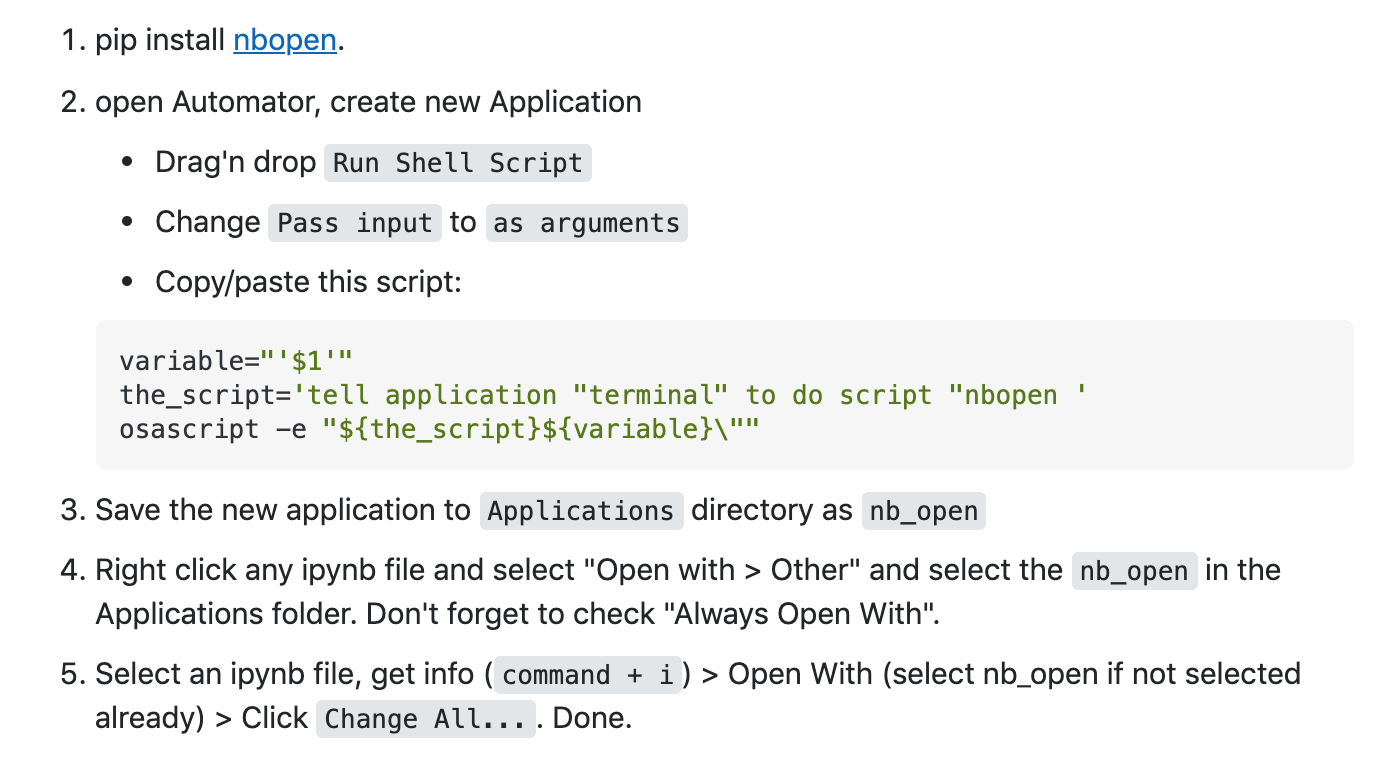 1. pip install nbopen.
2. open Automator, create new Application
• Drag'n drop Run Shell Script
• Change Pass input to as arguments
• Copy/paste this script:
variable="'$1'"
the_script='tell application "terminal" to do script "nbopen '
osascript -e "${the_script}${variable}\""
3. Save the new application to Applications directory as nb_open
4. Right click any ipynb file and select "Open with > Other" and select the nb_open in the
Applications folder. Don't forget to check "Always Open With".
5. Select an ipynb file, get info (command + i) > Open With (select nb_open if not selected
already) > Click Change All... . Done.